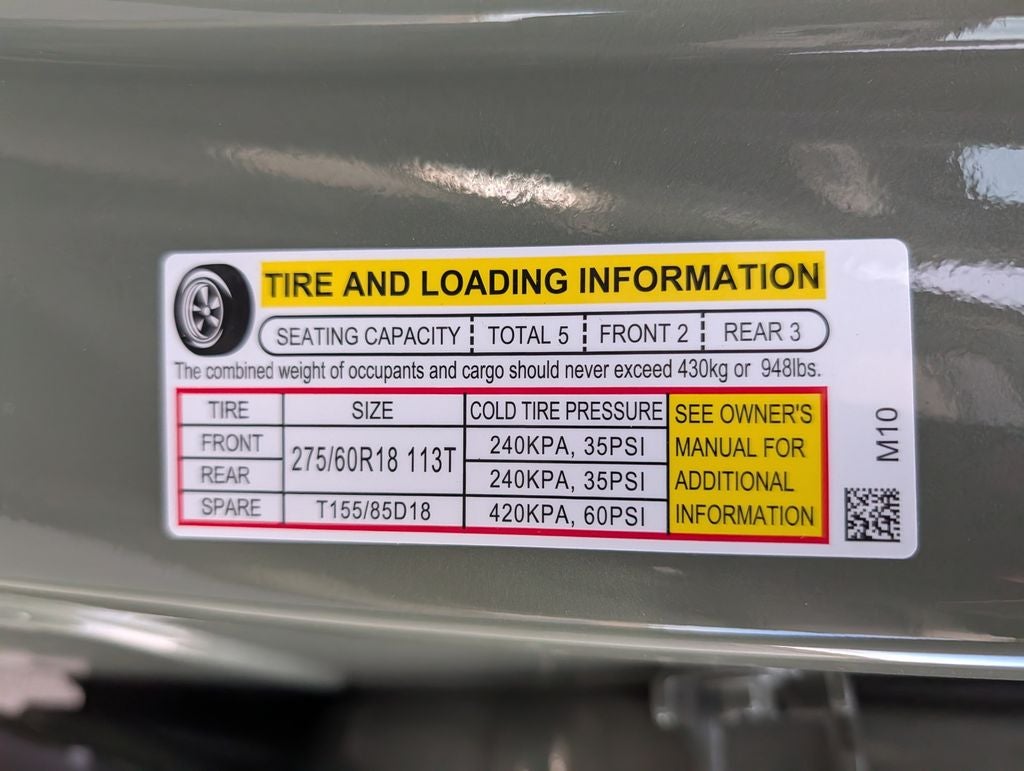 TIRE AND LOADING INFORMATION
SEATING CAPACITY TOTAL 5 FRONT 2 REAR 3
The combined weight of occupants and cargo should never exceed 430kg or 948lbs.
TIRE SIZE COLD TIRE PRESSURE
FRONT 275/60R18 113T 240KPA, 35PSI
REAR 240KPA, 35PSI
SPARE T155/85D18 420KPA, 60PSI
SEE OWNER'S
MANUAL FOR
ADDITIONAL
INFORMATION
M10